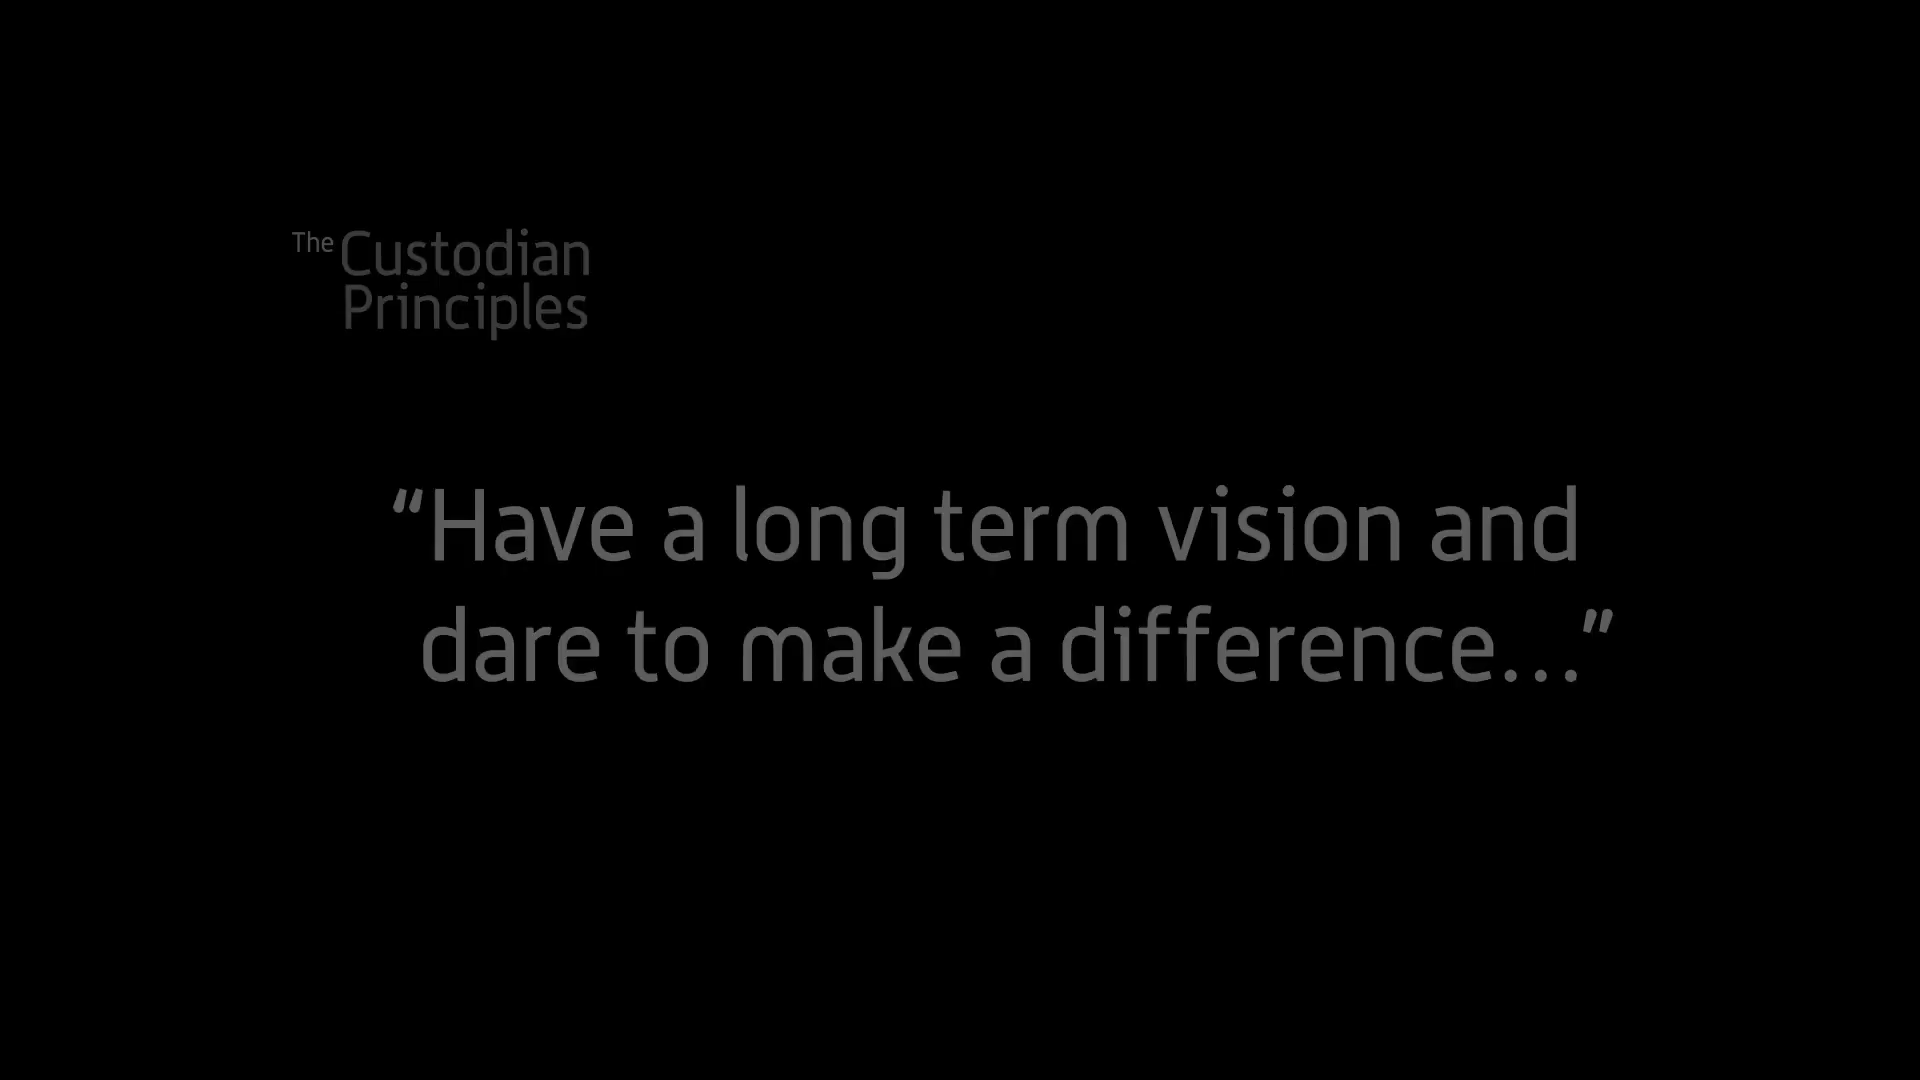 The Custodian
Principles
“Have a long term vision and
dare to make a difference...”